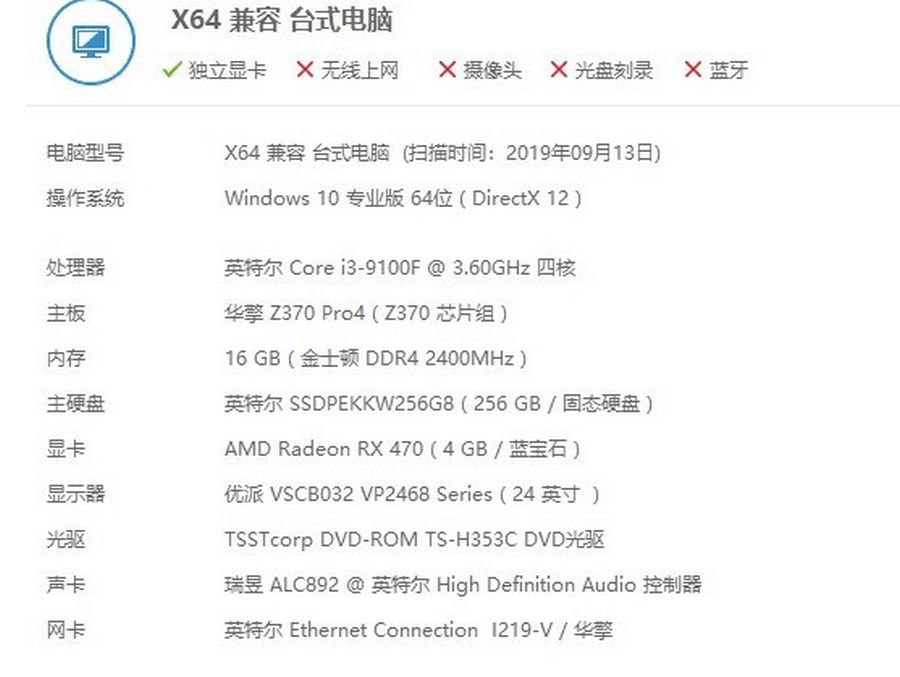 X64 兼容 台式电脑
独立显卡 无线上网 摄像头 光盘刻录 蓝牙
电脑型号 X64 兼容 台式电脑 (扫描时间：2019年09月13日)
操作系统 Windows 10 专业版 64位 ( DirectX 12 )
处理器 英特尔 Core i3-9100F @ 3.60GHz 四核
主板 华擎 Z370 Pro4 ( Z370 芯片组 )
内存 16 GB ( 金士顿 DDR4 2400MHz )
主硬盘 英特尔 SSDPEKKW256G8 ( 256 GB / 固态硬盘 )
显卡 AMD Radeon RX 470 ( 4 GB / 蓝宝石 )
显示器 优派 VSCB032 VP2468 Series ( 24 英寸 )
光驱 TSSTcorp DVD-ROM TS-H353C DVD光驱
声卡 瑞昱 ALC892 @ 英特尔 High Definition Audio 控制器
网卡 英特尔 Ethernet Connection I219-V / 华擎